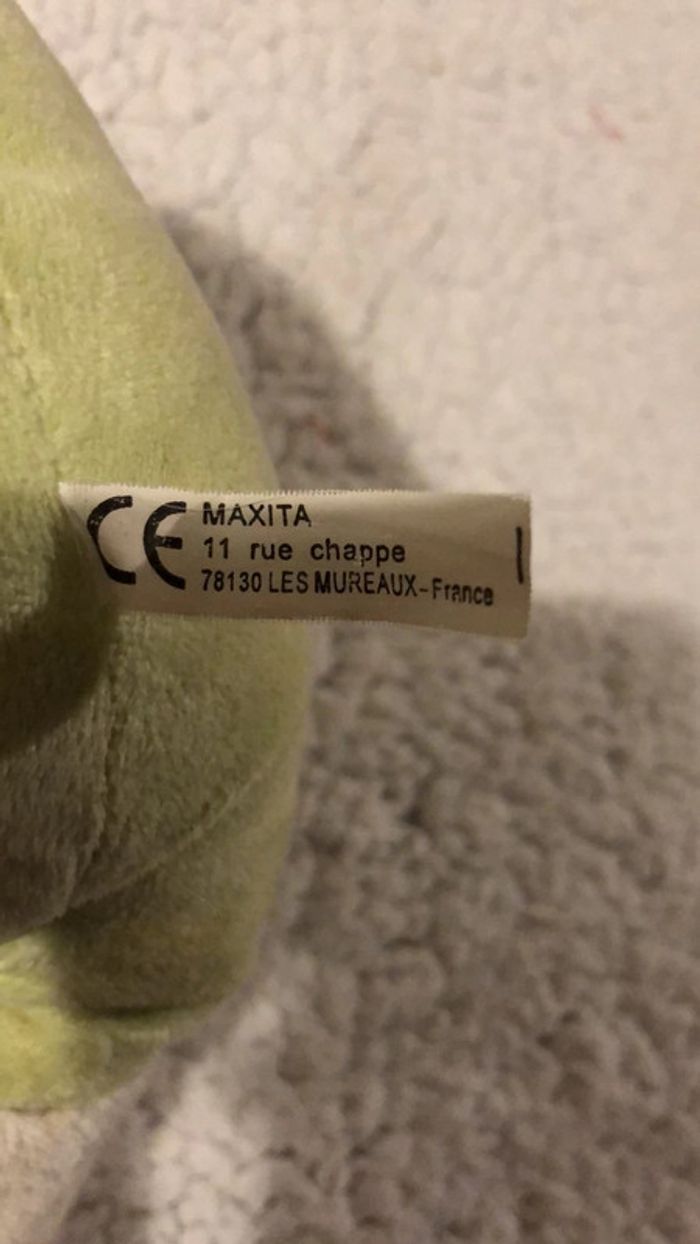 CE MAXITA
11 rue chappe
78130 LES MUREAUX-France